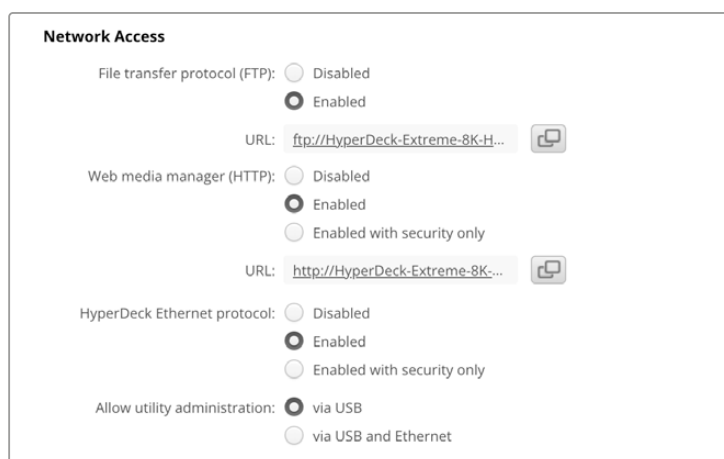 Network Access
File transfer protocol (FTP): Disabled
Enabled
URL: ftp://HyperDeck-Extreme-8K-H...
Web media manager (HTTP): Disabled
Enabled
Enabled with security only
URL: http://HyperDeck-Extreme-8K-...
HyperDeck Ethernet protocol: Disabled
Enabled
Enabled with security only
Allow utility administration: via USB
via USB and Ethernet